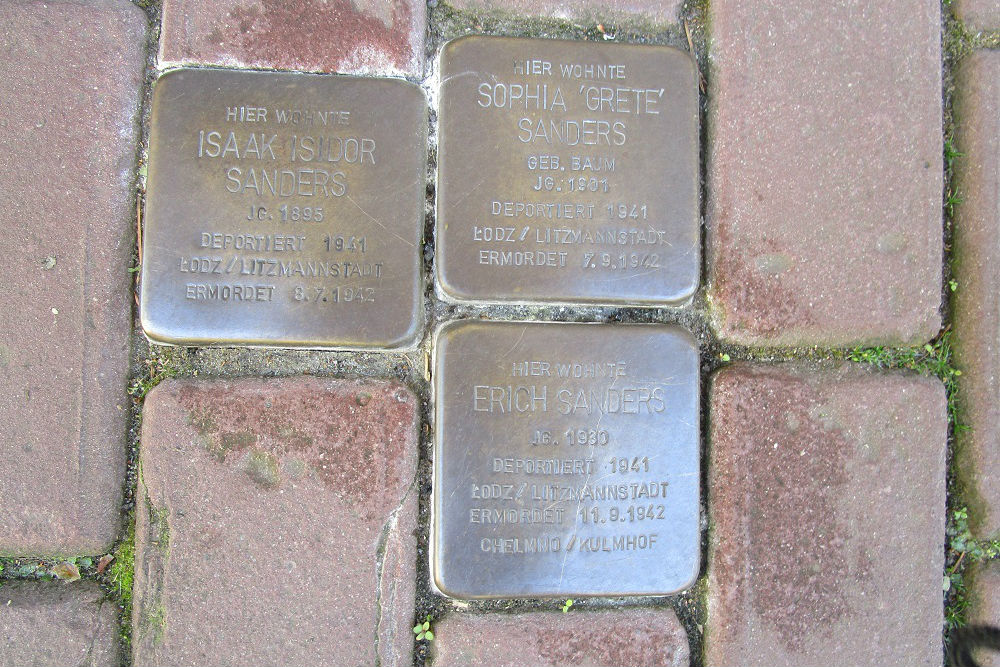 HIER WOHNTE
ISAAK ISIDOR
SANDERS
JG. 1895
DEPORTIERT 1941
ŁODZ / LITZMANNSTADT
ERMORDET 8.7.1942
HIER WOHNTE
SOPHIA 'GRETE'
SANDERS
GEB. BAUM
JG. 1901
DEPORTIERT 1941
ŁODZ / LITZMANNSTADT
ERMORDET 7.9.1942
HIER WOHNTE
ERICH SANDERS
JG. 1930
DEPORTIERT 1941
ŁODZ / LITZMANNSTADT
ERMORDET 11.9.1942
CHELMNO / KULMHOF